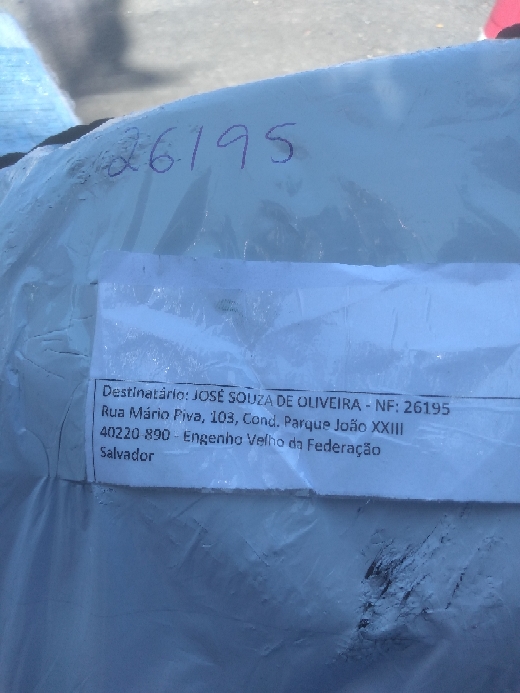 26195
Destinatário: JOSÉ SOUZA DE OLIVEIRA - NF: 26195
Rua Mário Piva, 103, Cond. Parque João XXIII
40220-890 - Engenho Velho da Federação
Salvador